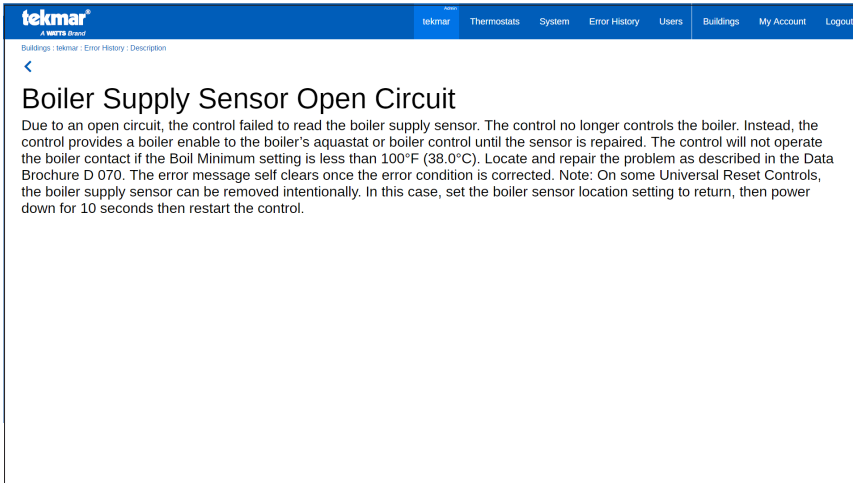 tekmar®
A WATTS Brand
Admin
tekmar
Thermostats
System
Error History
Users
Buildings
My Account
Logout
Buildings : tekmar : Error History : Description
Boiler Supply Sensor Open Circuit
Due to an open circuit, the control failed to read the boiler supply sensor. The control no longer controls the boiler. Instead, the
control provides a boiler enable to the boiler’s aquastat or boiler control until the sensor is repaired. The control will not operate
the boiler contact if the Boil Minimum setting is less than 100°F (38.0°C). Locate and repair the problem as described in the Data
Brochure D 070. The error message self clears once the error condition is corrected. Note: On some Universal Reset Controls,
the boiler supply sensor can be removed intentionally. In this case, set the boiler sensor location setting to return, then power
down for 10 seconds then restart the control.